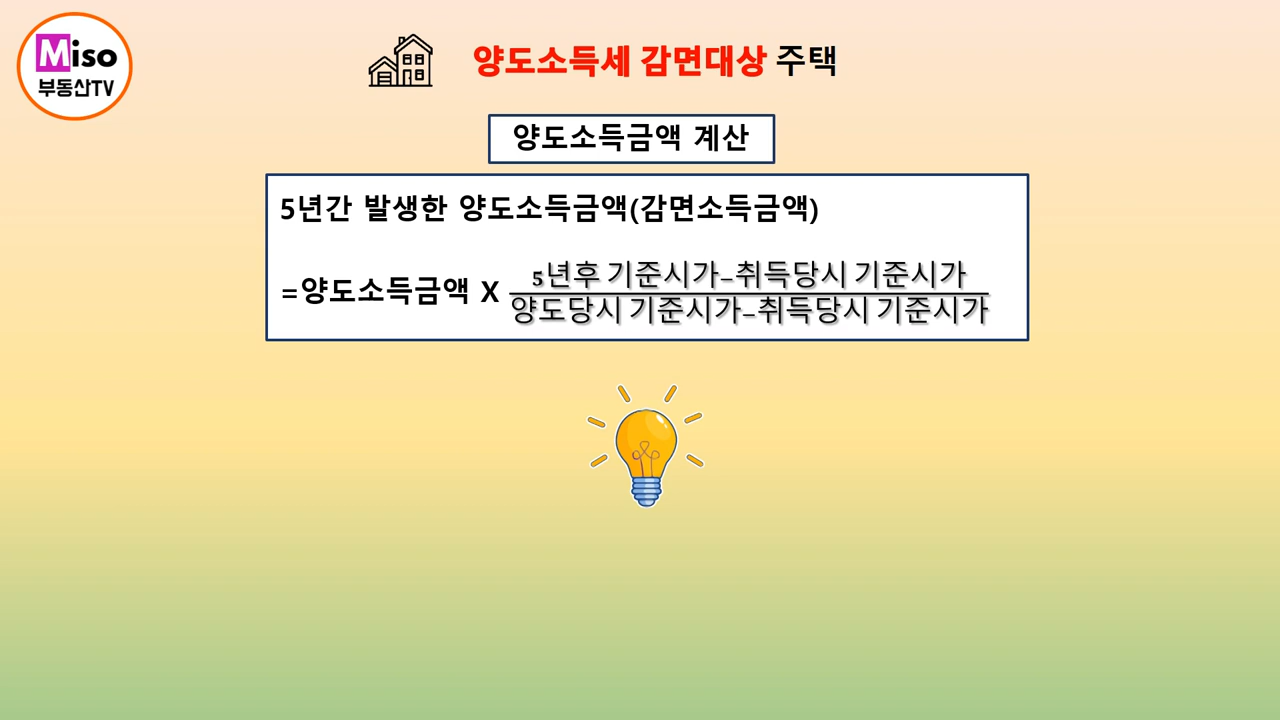 Miso
부동산TV
양도소득세 감면대상 주택
양도소득금액 계산
5년간 발생한 양도소득금액(감면소득금액)
=양도소득금액 X
5년후 기준시가-취득당시 기준시가
양도당시 기준시가-취득당시 기준시가